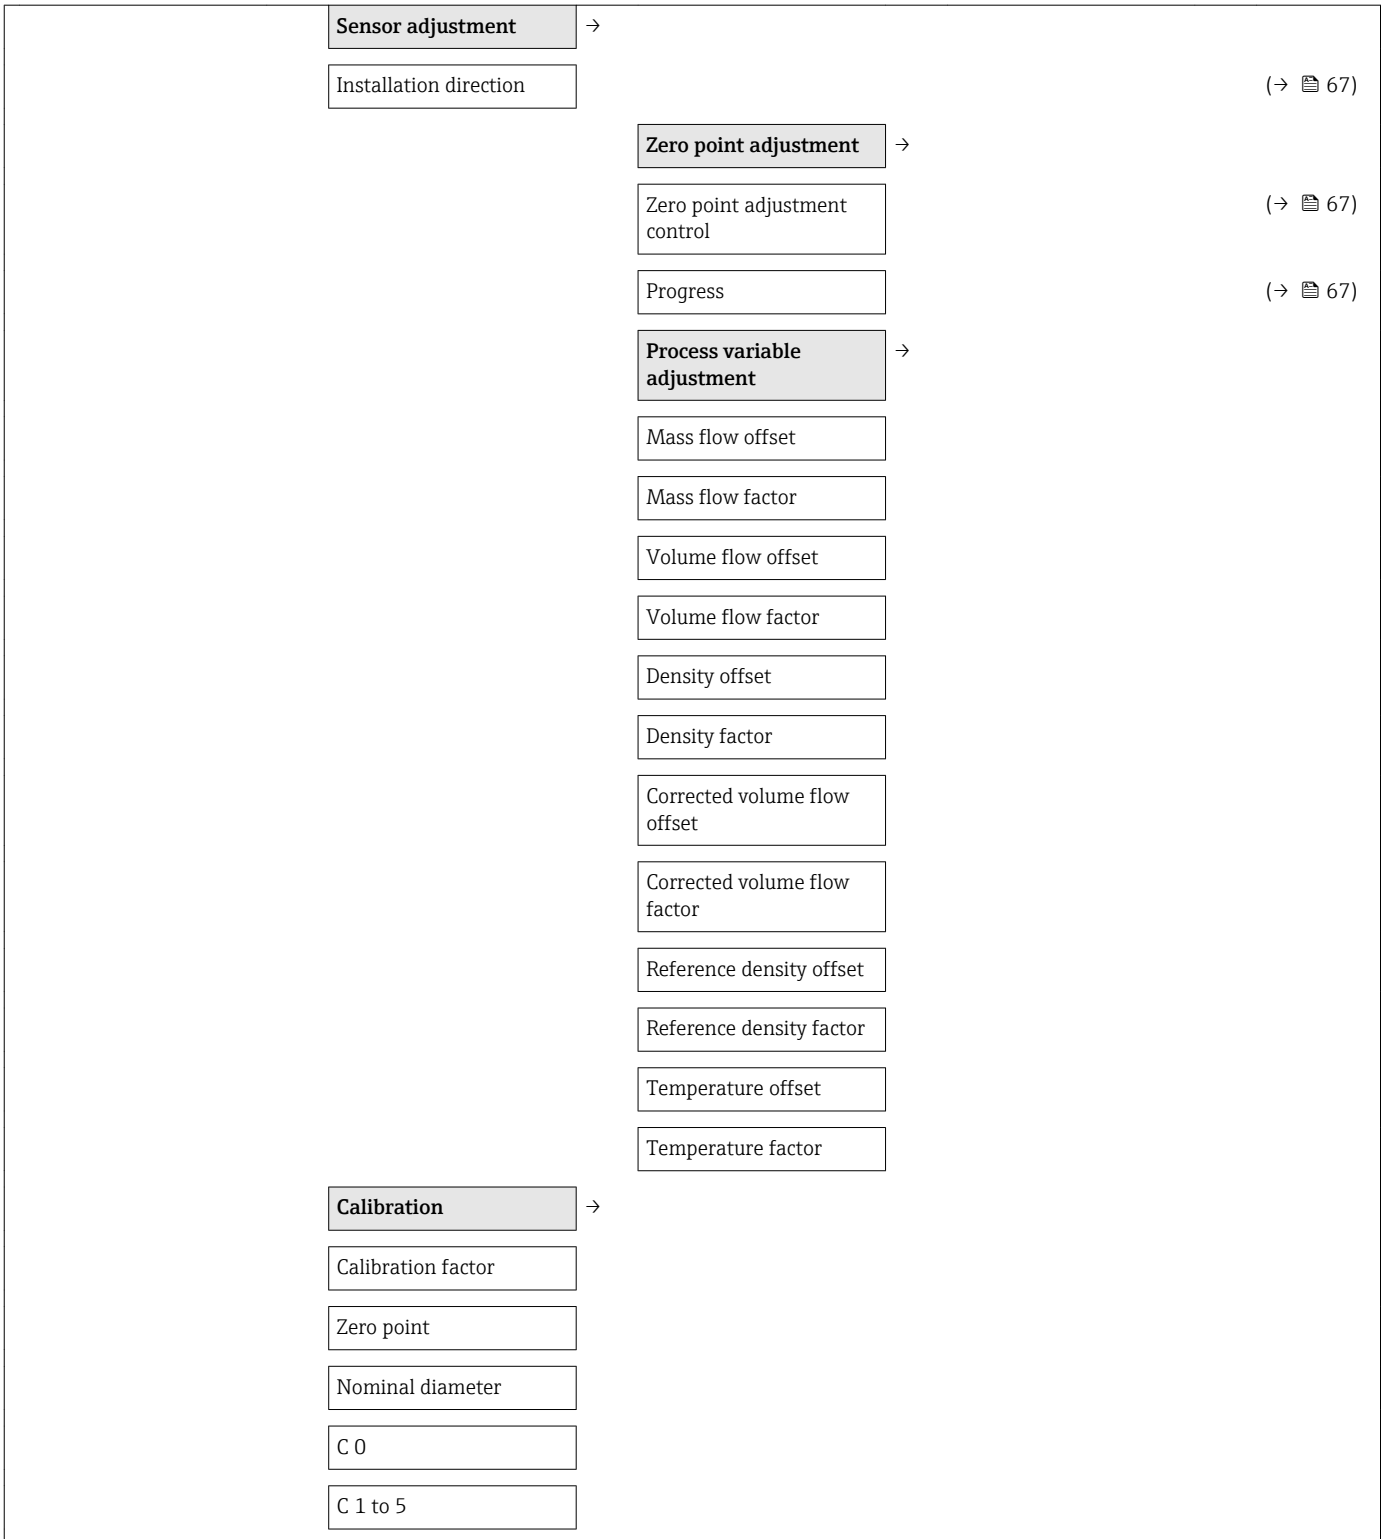 Sensor adjustment →
Installation direction (→ 67)
Zero point adjustment →
Zero point adjustment
control
(→ 67)
Progress (→ 67)
Process variable
adjustment
→
Mass flow offset
Mass flow factor
Volume flow offset
Volume flow factor
Density offset
Density factor
Corrected volume flow
offset
Corrected volume flow
factor
Reference density offset
Reference density factor
Temperature offset
Temperature factor
Calibration →
Calibration factor
Zero point
Nominal diameter
C 0
C 1 to 5